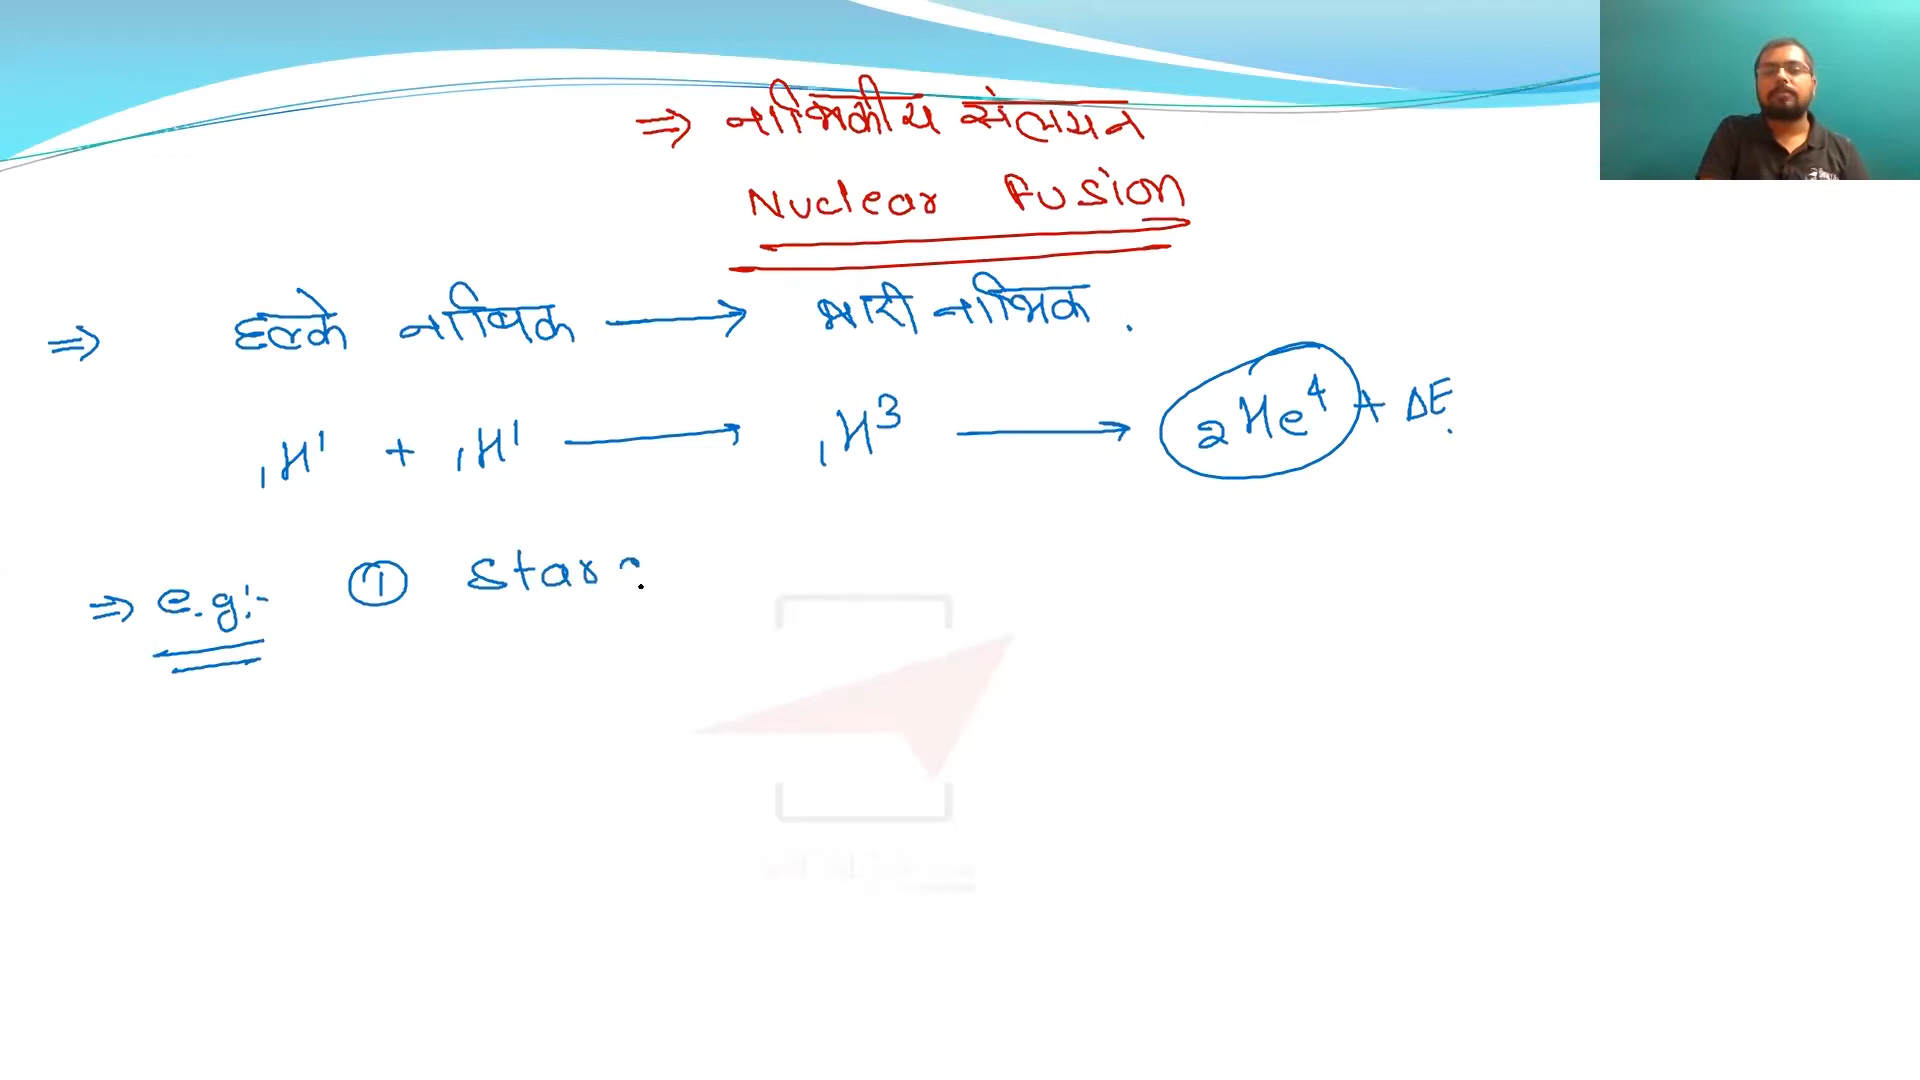 ⇒ नाभिकीय संलयन
Nuclear Fusion
⇒ हल्के नाभिक ⟶ भारी नाभिक .
₁H¹ + ₁H¹ ⟶ ₁H³ ⟶ ₂He⁴ + ΔE
⇒ e.g:- ① Star